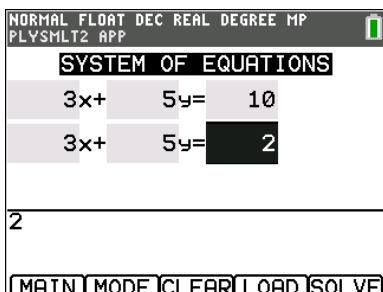 NORMAL FLOAT DEC REAL DEGREE MP
PLYSMLT2 APP
SYSTEM OF EQUATIONS
3x+ 5y= 10
3x+ 5y= 2
2
MAIN MODE CLEAR LOAD SOLVE